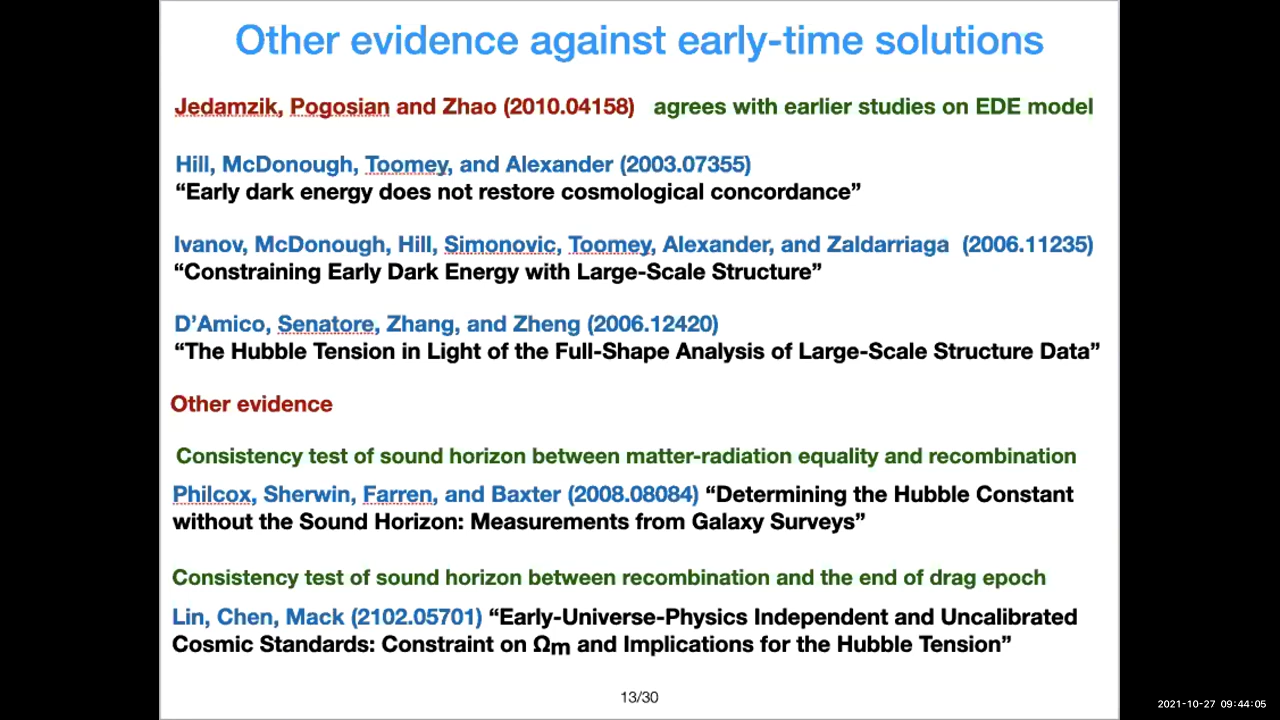 Other evidence against early-time solutions
Jedamzik, Pogosian and Zhao (2010.04158) agrees with earlier studies on EDE model
Hill, McDonough, Toomey, and Alexander (2003.07355)
“Early dark energy does not restore cosmological concordance”
Ivanov, McDonough, Hill, Simonovic, Toomey, Alexander, and Zaldarriaga (2006.11235)
“Constraining Early Dark Energy with Large-Scale Structure”
D’Amico, Senatore, Zhang, and Zheng (2006.12420)
“The Hubble Tension in Light of the Full-Shape Analysis of Large-Scale Structure Data”
Other evidence
Consistency test of sound horizon between matter-radiation equality and recombination
Philcox, Sherwin, Farren, and Baxter (2008.08084) “Determining the Hubble Constant
without the Sound Horizon: Measurements from Galaxy Surveys”
Consistency test of sound horizon between recombination and the end of drag epoch
Lin, Chen, Mack (2102.05701) “Early-Universe-Physics Independent and Uncalibrated
Cosmic Standards: Constraint on Ωm and Implications for the Hubble Tension”
13/30
2021-10-27 09:44:05